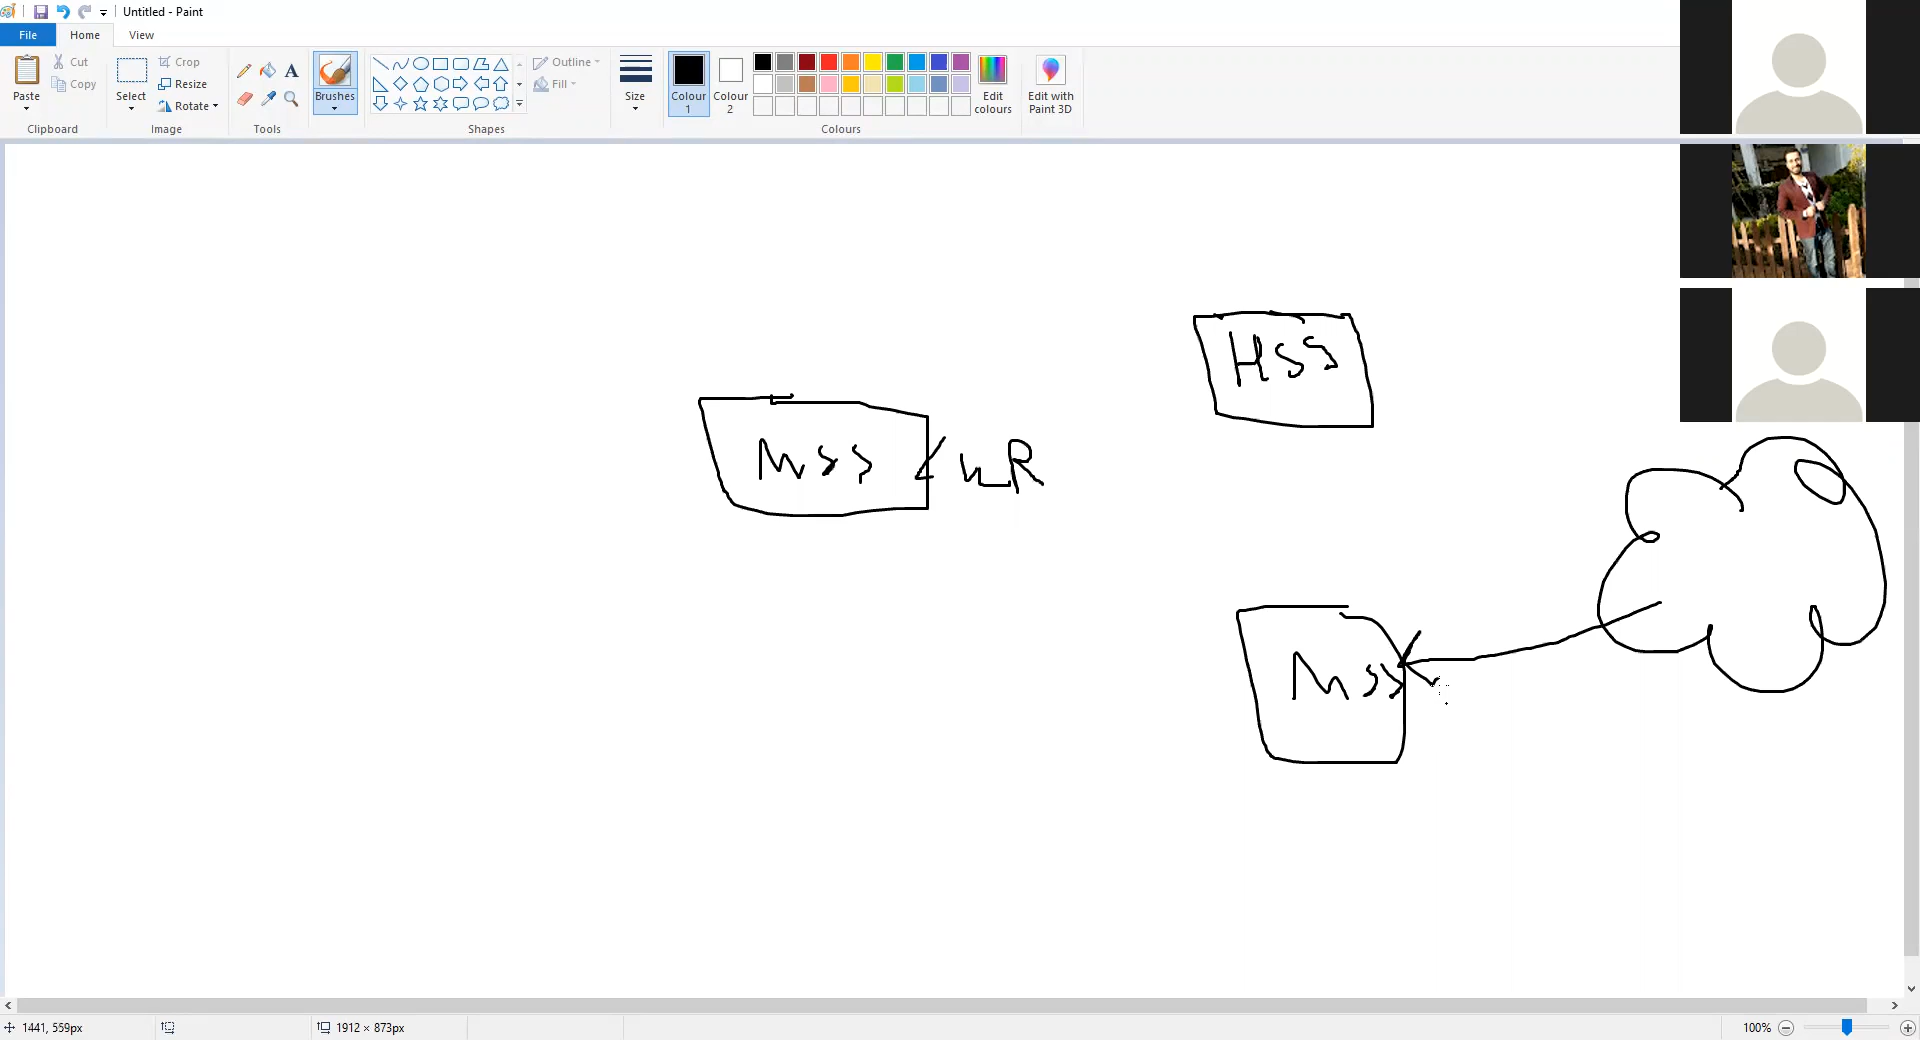 Untitled - Paint
File
Home
View
Paste
Cut
Copy
Clipboard
Select
Crop
Resize
Rotate
Image
A
Tools
Brushes
Outline
Fill
Shapes
Size
Colour 1
Colour 2
Edit colours
Colours
Edit with Paint 3D
HSS
MSS
MSS
1441, 559px
1912 × 873px
100%